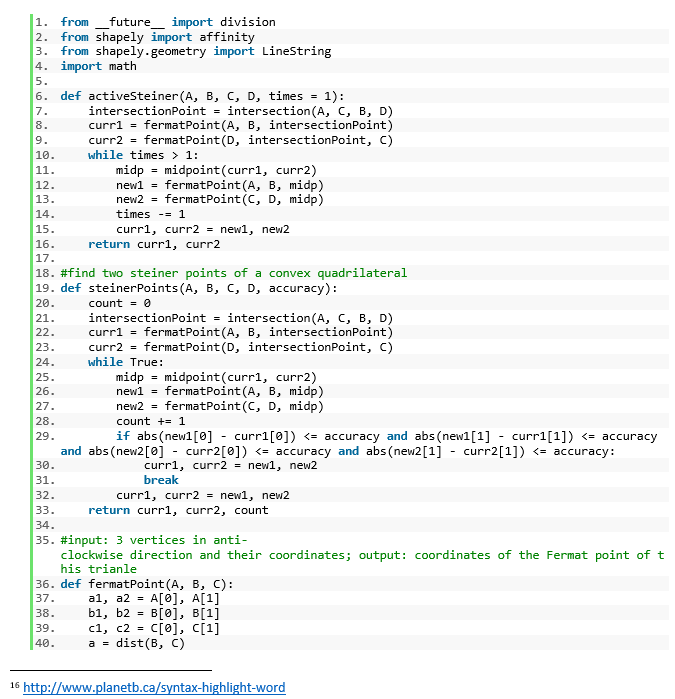 1. from __future__ import division
2. from shapely import affinity
3. from shapely.geometry import LineString
4. import math
5.
6. def activeSteiner(A, B, C, D, times = 1):
7. intersectionPoint = intersection(A, C, B, D)
8. curr1 = fermatPoint(A, B, intersectionPoint)
9. curr2 = fermatPoint(D, intersectionPoint, C)
10. while times > 1:
11. midp = midpoint(curr1, curr2)
12. new1 = fermatPoint(A, B, midp)
13. new2 = fermatPoint(C, D, midp)
14. times -= 1
15. curr1, curr2 = new1, new2
16. return curr1, curr2
17.
18. #find two steiner points of a convex quadrilateral
19. def steinerPoints(A, B, C, D, accuracy):
20. count = 0
21. intersectionPoint = intersection(A, C, B, D)
22. curr1 = fermatPoint(A, B, intersectionPoint)
23. curr2 = fermatPoint(D, intersectionPoint, C)
24. while True:
25. midp = midpoint(curr1, curr2)
26. new1 = fermatPoint(A, B, midp)
27. new2 = fermatPoint(C, D, midp)
28. count += 1
29. if abs(new1[0] - curr1[0]) <= accuracy and abs(new1[1] - curr1[1]) <= accuracy
and abs(new2[0] - curr2[0]) <= accuracy and abs(new2[1] - curr2[1]) <= accuracy:
30. curr1, curr2 = new1, new2
31. break
32. curr1, curr2 = new1, new2
33. return curr1, curr2, count
34.
35. #input: 3 vertices in anti-
clockwise direction and their coordinates; output: coordinates of the Fermat point of t
his trianle
36. def fermatPoint(A, B, C):
37. a1, a2 = A[0], A[1]
38. b1, b2 = B[0], B[1]
39. c1, c2 = C[0], C[1]
40. a = dist(B, C)
16 http://www.planetb.ca/syntax-highlight-word